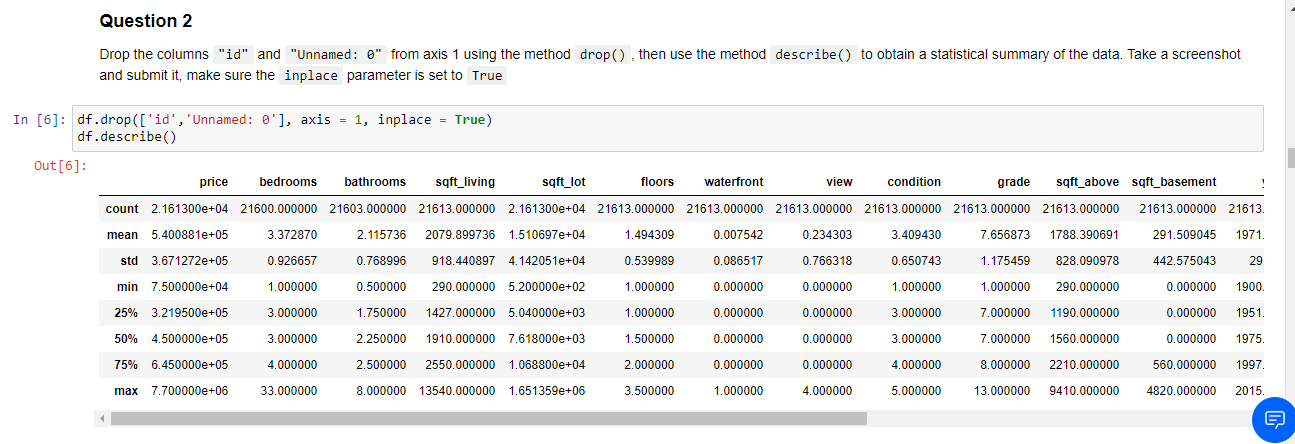 Question 2
Drop the columns "id" and "Unnamed: 0" from axis 1 using the method drop() , then use the method describe() to obtain a statistical summary of the data. Take a screenshot
and submit it, make sure the inplace parameter is set to True
In [6]: df.drop(['id','Unnamed: 0'], axis = 1, inplace = True)
df.describe()
Out[6]:
price bedrooms bathrooms sqft_living sqft_lot floors waterfront view condition grade sqft_above sqft_basement
count 2.161300e+04 21600.000000 21603.000000 21613.000000 2.161300e+04 21613.000000 21613.000000 21613.000000 21613.000000 21613.000000 21613.000000 21613.000000 21613.
mean 5.400881e+05 3.372870 2.115736 2079.899736 1.510697e+04 1.494309 0.007542 0.234303 3.409430 7.656873 1788.390691 291.509045 1971.
std 3.671272e+05 0.926657 0.768996 918.440897 4.142051e+04 0.539989 0.086517 0.766318 0.650743 1.175459 828.090978 442.575043 29
min 7.500000e+04 1.000000 0.500000 290.000000 5.200000e+02 1.000000 0.000000 0.000000 1.000000 1.000000 290.000000 0.000000 1900.
25% 3.219500e+05 3.000000 1.750000 1427.000000 5.040000e+03 1.000000 0.000000 0.000000 3.000000 7.000000 1190.000000 0.000000 1951.
50% 4.500000e+05 3.000000 2.250000 1910.000000 7.618000e+03 1.500000 0.000000 0.000000 3.000000 7.000000 1560.000000 0.000000 1975.
75% 6.450000e+05 4.000000 2.500000 2550.000000 1.068800e+04 2.000000 0.000000 0.000000 4.000000 8.000000 2210.000000 560.000000 1997.
max 7.700000e+06 33.000000 8.000000 13540.000000 1.651359e+06 3.500000 1.000000 4.000000 5.000000 13.000000 9410.000000 4820.000000 2015.